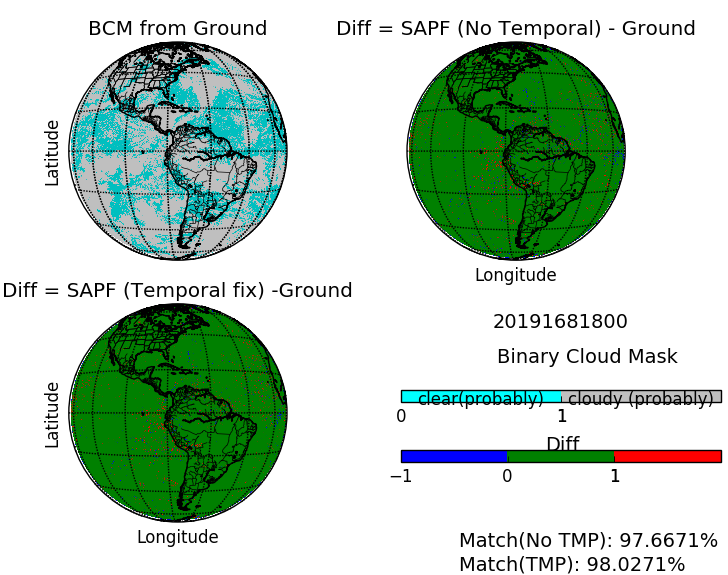 BCM from Ground
Diff = SAPF (No Temporal) - Ground
Latitude
Longitude
Diff = SAPF (Temporal fix) -Ground
Latitude
Longitude
20191681800
Binary Cloud Mask
clear(probably) cloudy (probably)
0 1
Diff
−1 0 1
Match(No TMP): 97.6671%
Match(TMP): 98.0271%